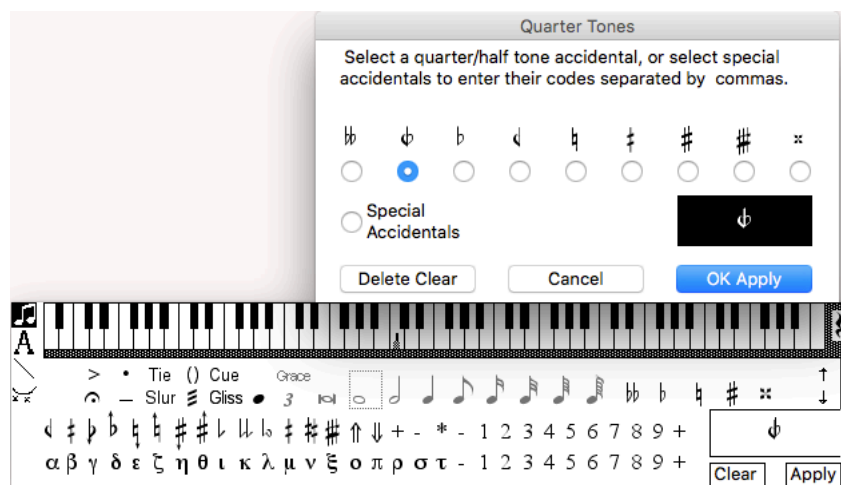 Quarter Tones
Select a quarter/half tone accidental, or select special
accidentals to enter their codes separated by commas.
𝄫 ♭ ♮ ♯ 𝄪
Special
Accidentals
Delete Clear Cancel OK Apply
A
> • Tie () Cue Grace
— Slur Gliss 3 𝄫 ♭ ♮ ♯ 𝄪 ↑ ↓
⇑ ⇓ + - * - 1 2 3 4 5 6 7 8 9 +
α β γ δ ε ζ η θ ι κ λ μ ν ξ ο π ρ σ τ - 1 2 3 4 5 6 7 8 9 +
Clear Apply